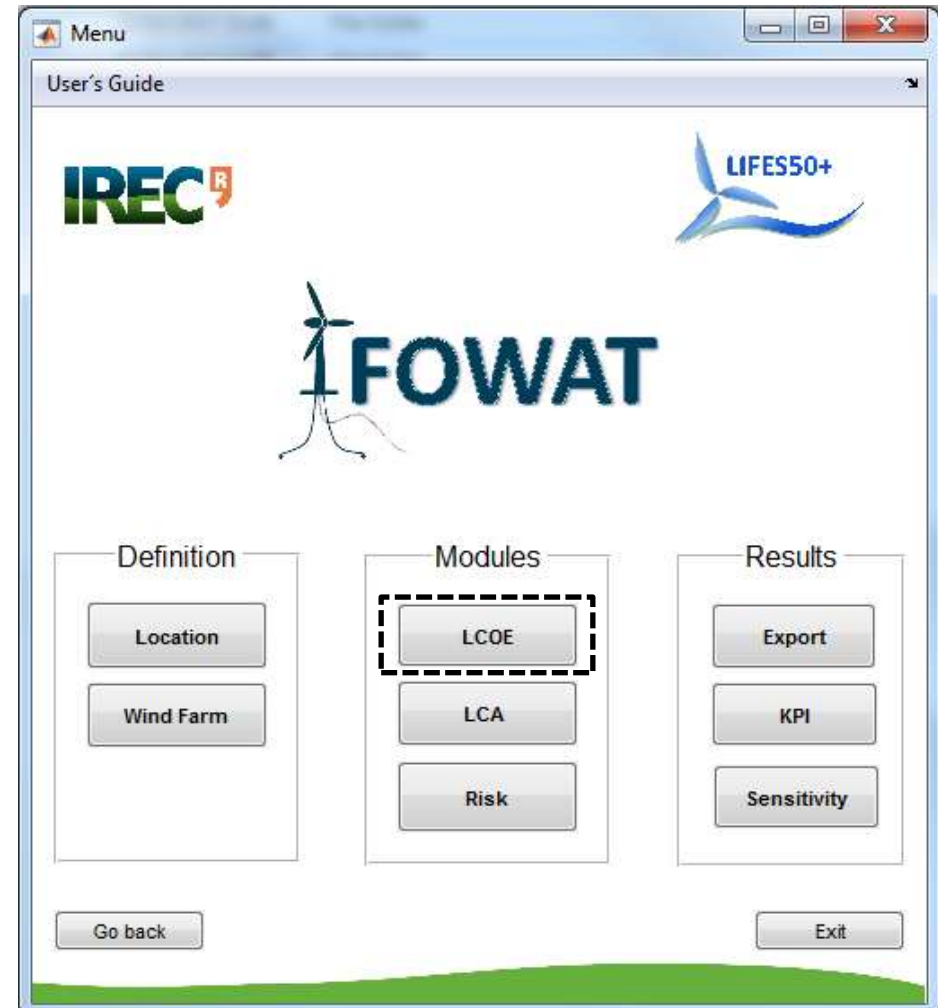 Menu
User´s Guide
IREC R
LIFES50+
FOWAT
Definition
Modules
Results
Location
LCOE
Export
Wind Farm
LCA
KPI
Risk
Sensitivity
Go back
Exit